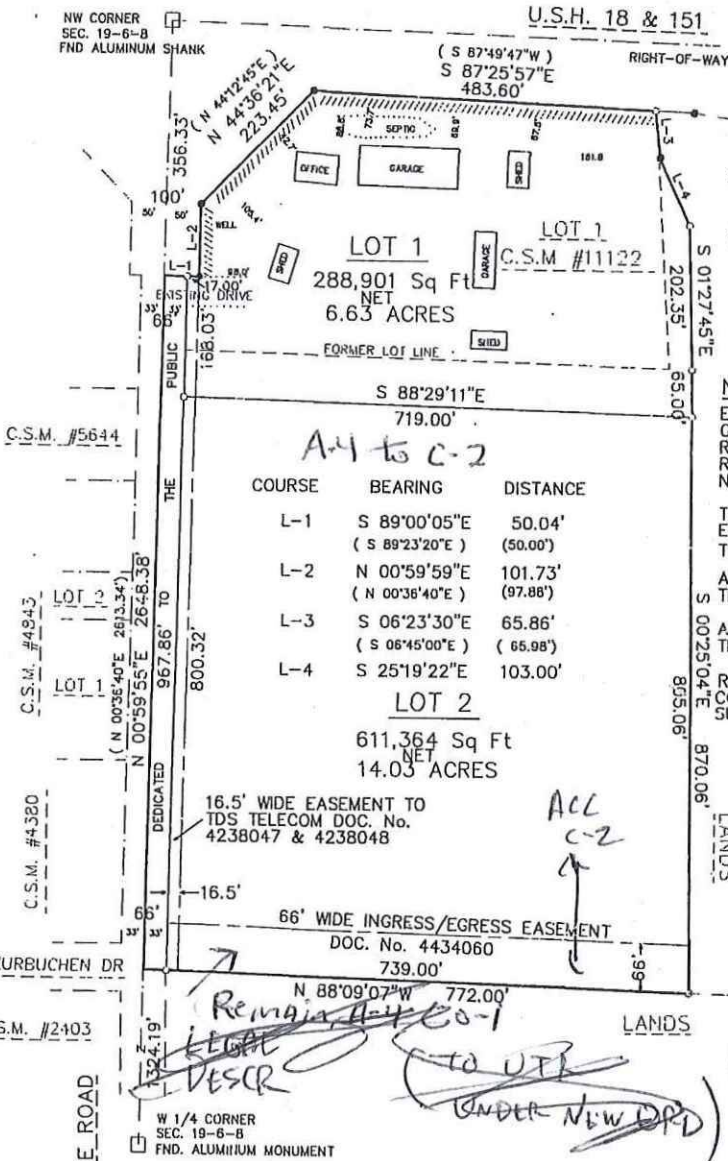 NW CORNER
SEC. 19-6-8
FND ALUMINUM SHANK
U.S.H. 18 & 151
RIGHT-OF-WAY
( S 87°49'47"W )
S 87°25'57"E
483.60'
( N 44°12'45"E )
N 44°36'21"E
223.45'
356.33'
100'
50'
50'
L-2
L-1
L-3
L-4
WELL
105.4'
SEPTIC
73.7'
OFFICE
GARAGE
SHED
SHED
GARAGE
SHED
LOT 1
288,901 Sq Ft
NET
6.63 ACRES
LOT 1
C.S.M #11122
S 01°27'45"E
202.35'
65.00'
17.00'
EXISTING DRIVE
33'
33'
66'
168.03'
FORMER LOT LINE
S 88°29'11"E
719.00'
A-4 to C-2
C.S.M. #5644
COURSE BEARING DISTANCE
L-1 S 89°00'05"E 50.04'
( S 89°23'20"E ) (50.00')
L-2 N 00°59'59"E 101.73'
( N 00°36'40"E ) (97.88')
L-3 S 06°23'30"E 65.86'
( S 06°45'00"E ) ( 65.98')
L-4 S 25°19'22"E 103.00'
LOT 2
611,364 Sq Ft
NET
14.03 ACRES
LOT 2
C.S.M. #4843
LOT 1
( N 00°36'40"E 2613.34')
N 00°59'55"E 2648.38'
967.86'
DEDICATED TO THE PUBLIC
800.32'
S 00°25'04"E 870.06'
805.06'
LANDS
C.S.M. #4380
16.5' WIDE EASEMENT TO
TDS TELECOM DOC. No.
4238047 & 4238048
ACC
C-2
16.5'
66'
33'
33'
66' WIDE INGRESS/EGRESS EASEMENT
DOC. No. 4434060
66'
URBUCHEN DR
739.00'
N 88°09'07"W 772.00'
S.M. #2403
1324.19'
LANDS
Remain A-4 CO-1
LEGAL
DESCR
(TO UTR
UNDER NEW ORD)
E ROAD
W 1/4 CORNER
SEC. 19-6-8
FND. ALUMINUM MONUMENT